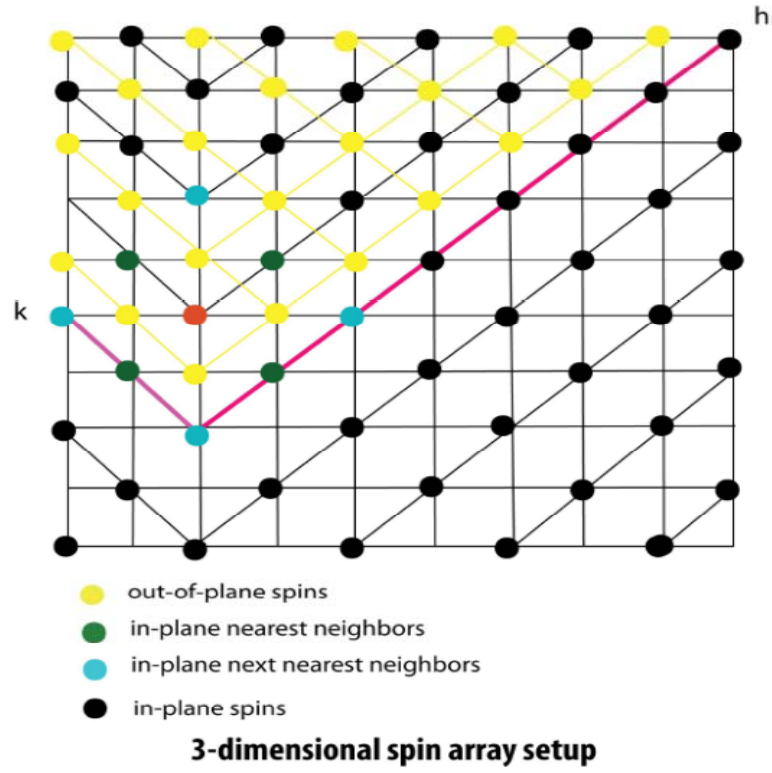 h
k
out-of-plane spins
in-plane nearest neighbors
in-plane next nearest neighbors
in-plane spins
3-dimensional spin array setup